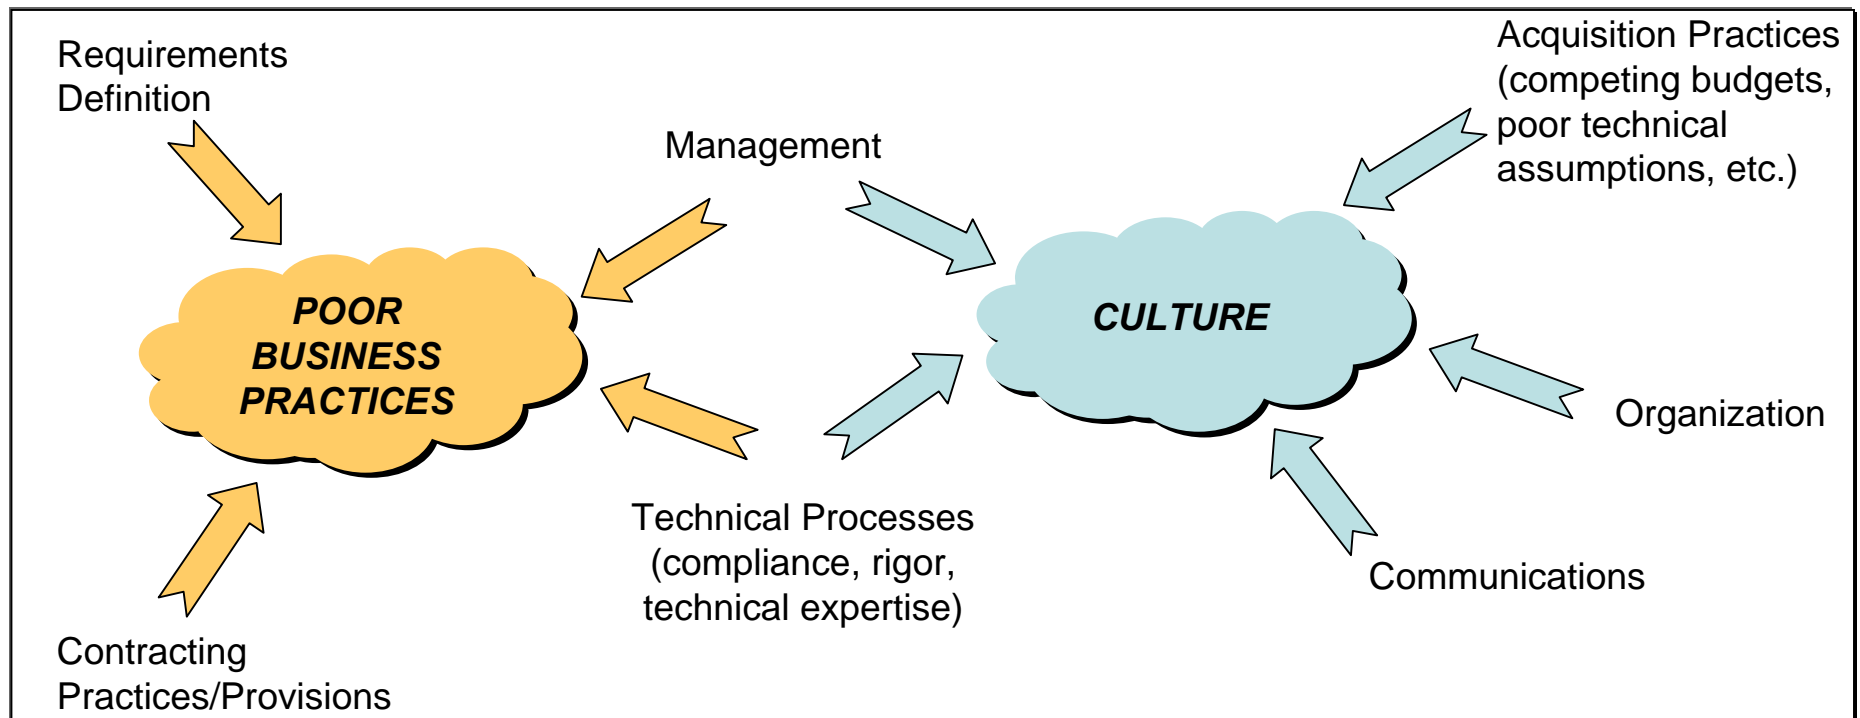 Requirements
Definition
Management
Acquisition Practices
(competing budgets,
poor technical
assumptions, etc.)
POOR
BUSINESS
PRACTICES
CULTURE
Organization
Technical Processes
(compliance, rigor,
technical expertise)
Communications
Contracting
Practices/Provisions